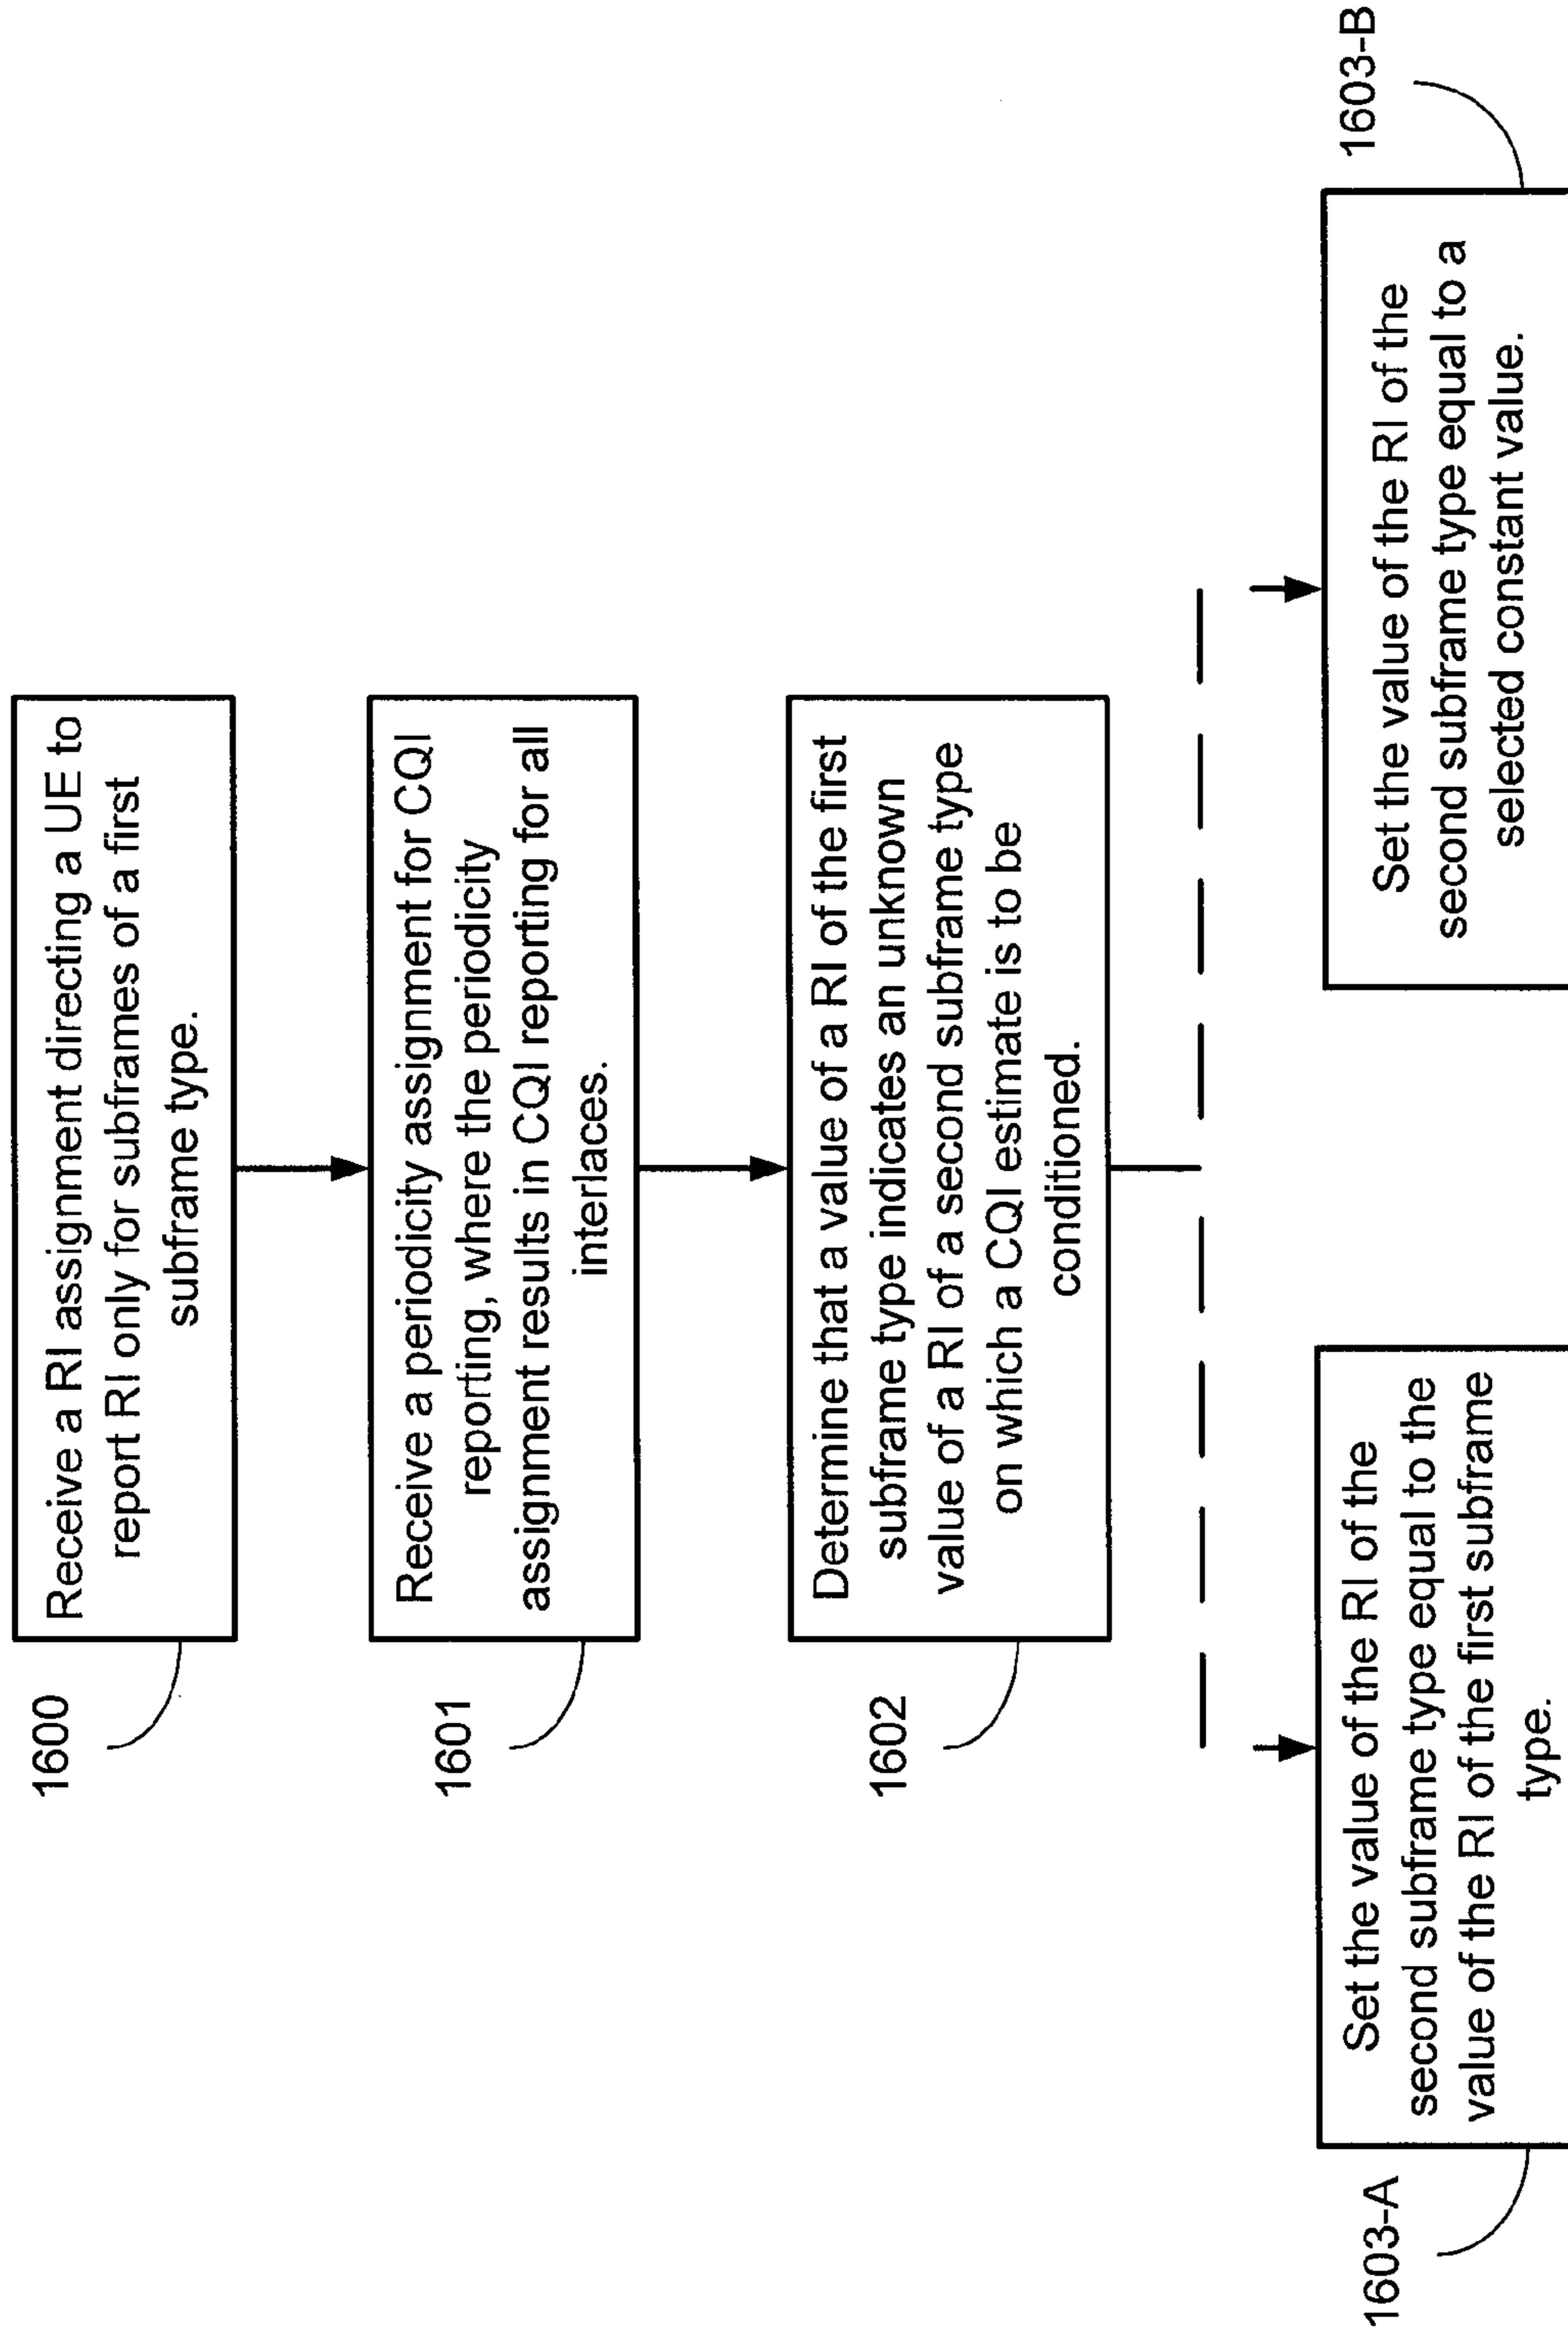 1600
Receive a RI assignment directing a UE to
report RI only for subframes of a first
subframe type.
1601
Receive a periodicity assignment for CQI
reporting, where the periodicity
assignment results in CQI reporting for all
interlaces.
1602
Determine that a value of a RI of the first
subframe type indicates an unknown
value of a RI of a second subframe type
on which a CQI estimate is to be
conditioned.
1603-A
Set the value of the RI of the
second subframe type equal to the
value of the RI of the first subframe
type.
1603-B
Set the value of the RI of the
second subframe type equal to a
selected constant value.